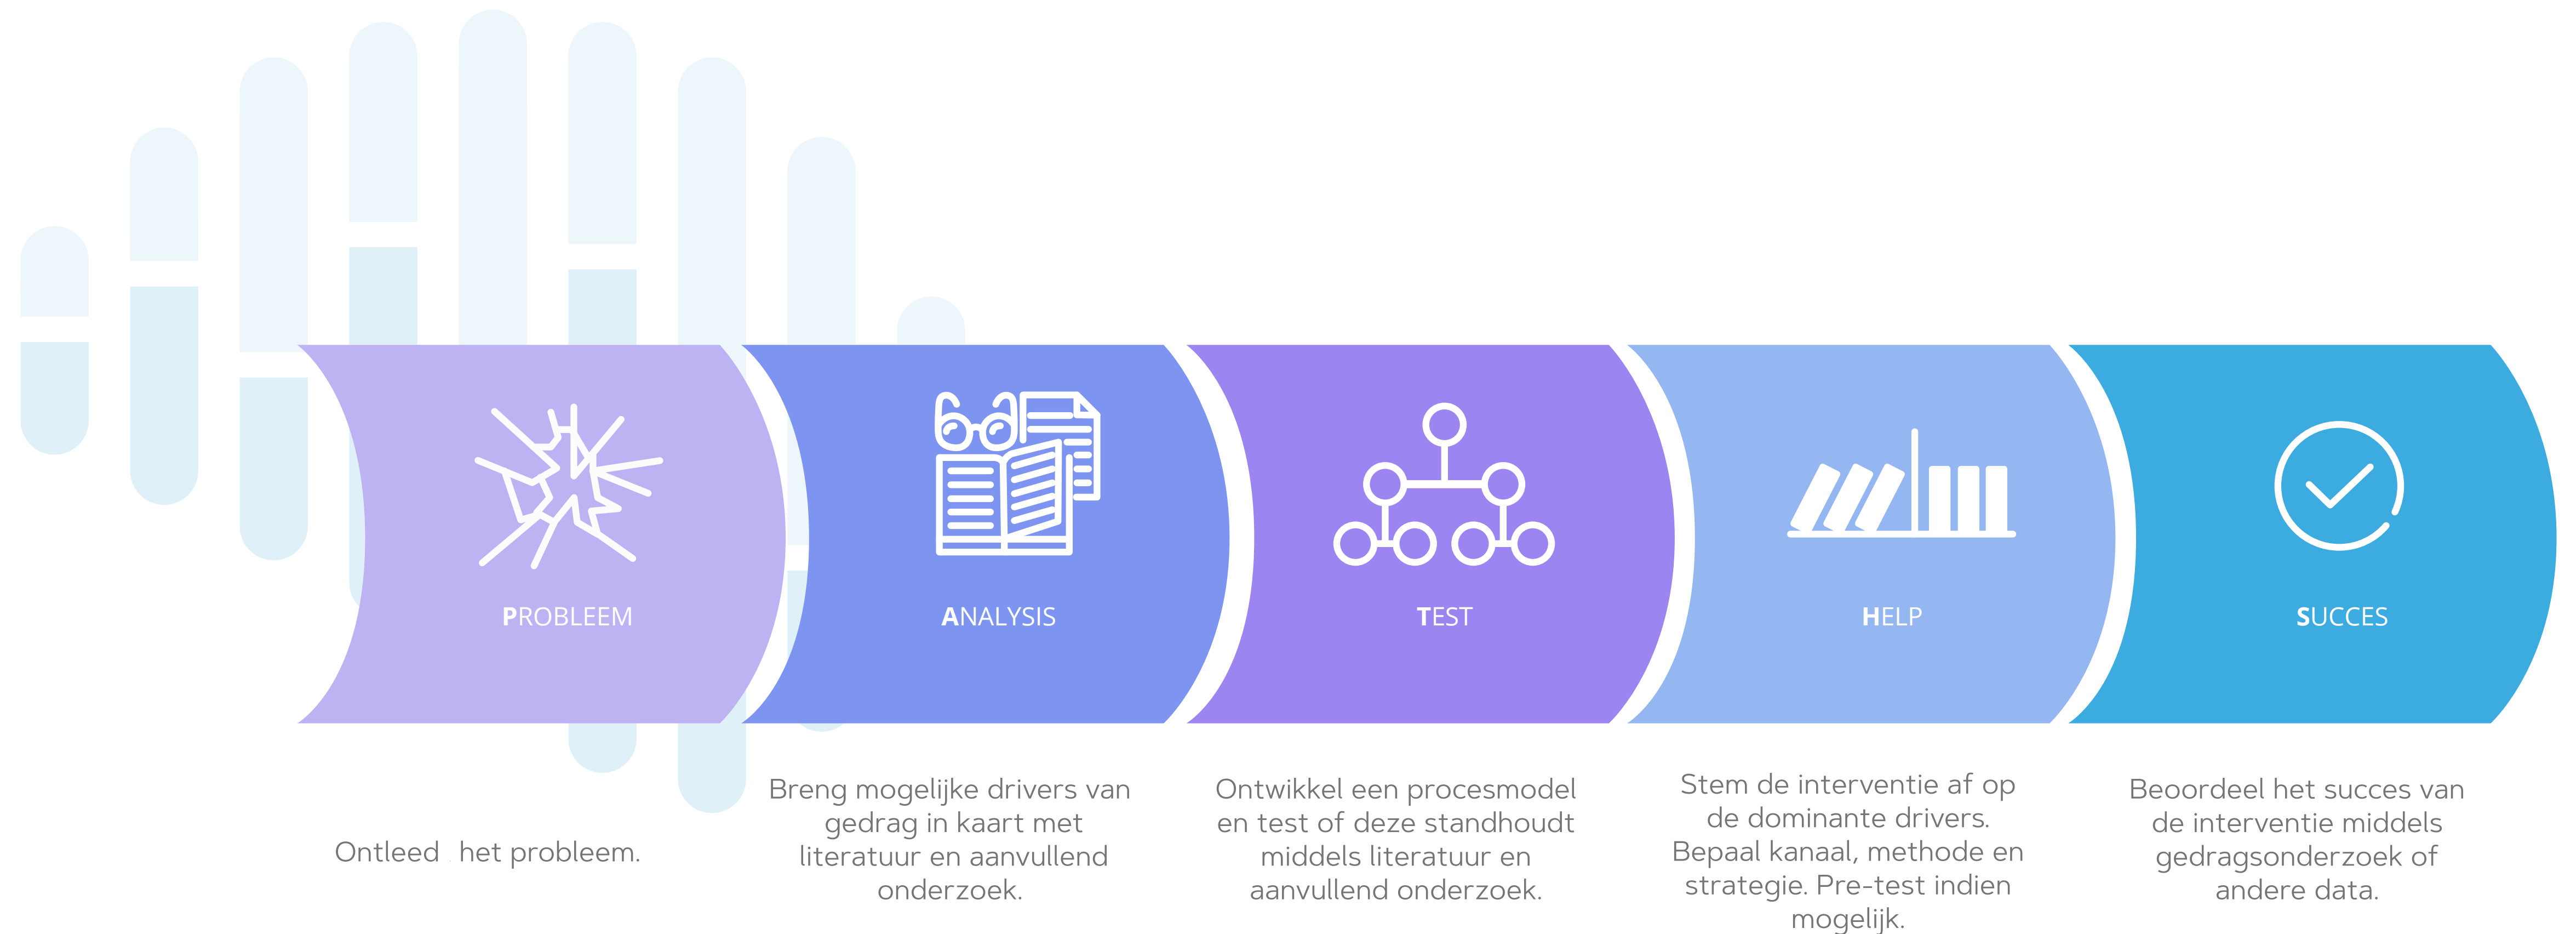 PROBLEEM
ANALYSIS
TEST
HELP
SUCCES
Ontleed het probleem.
Breng mogelijke drivers van
gedrag in kaart met
literatuur en aanvullend
onderzoek.
Ontwikkel een procesmodel
en test of deze standhoudt
middels literatuur en
aanvullend onderzoek.
Stem de interventie af op
de dominante drivers.
Bepaal kanaal, methode en
strategie. Pre-test indien
mogelijk.
Beoordeel het succes van
de interventie middels
gedragsonderzoek of
andere data.